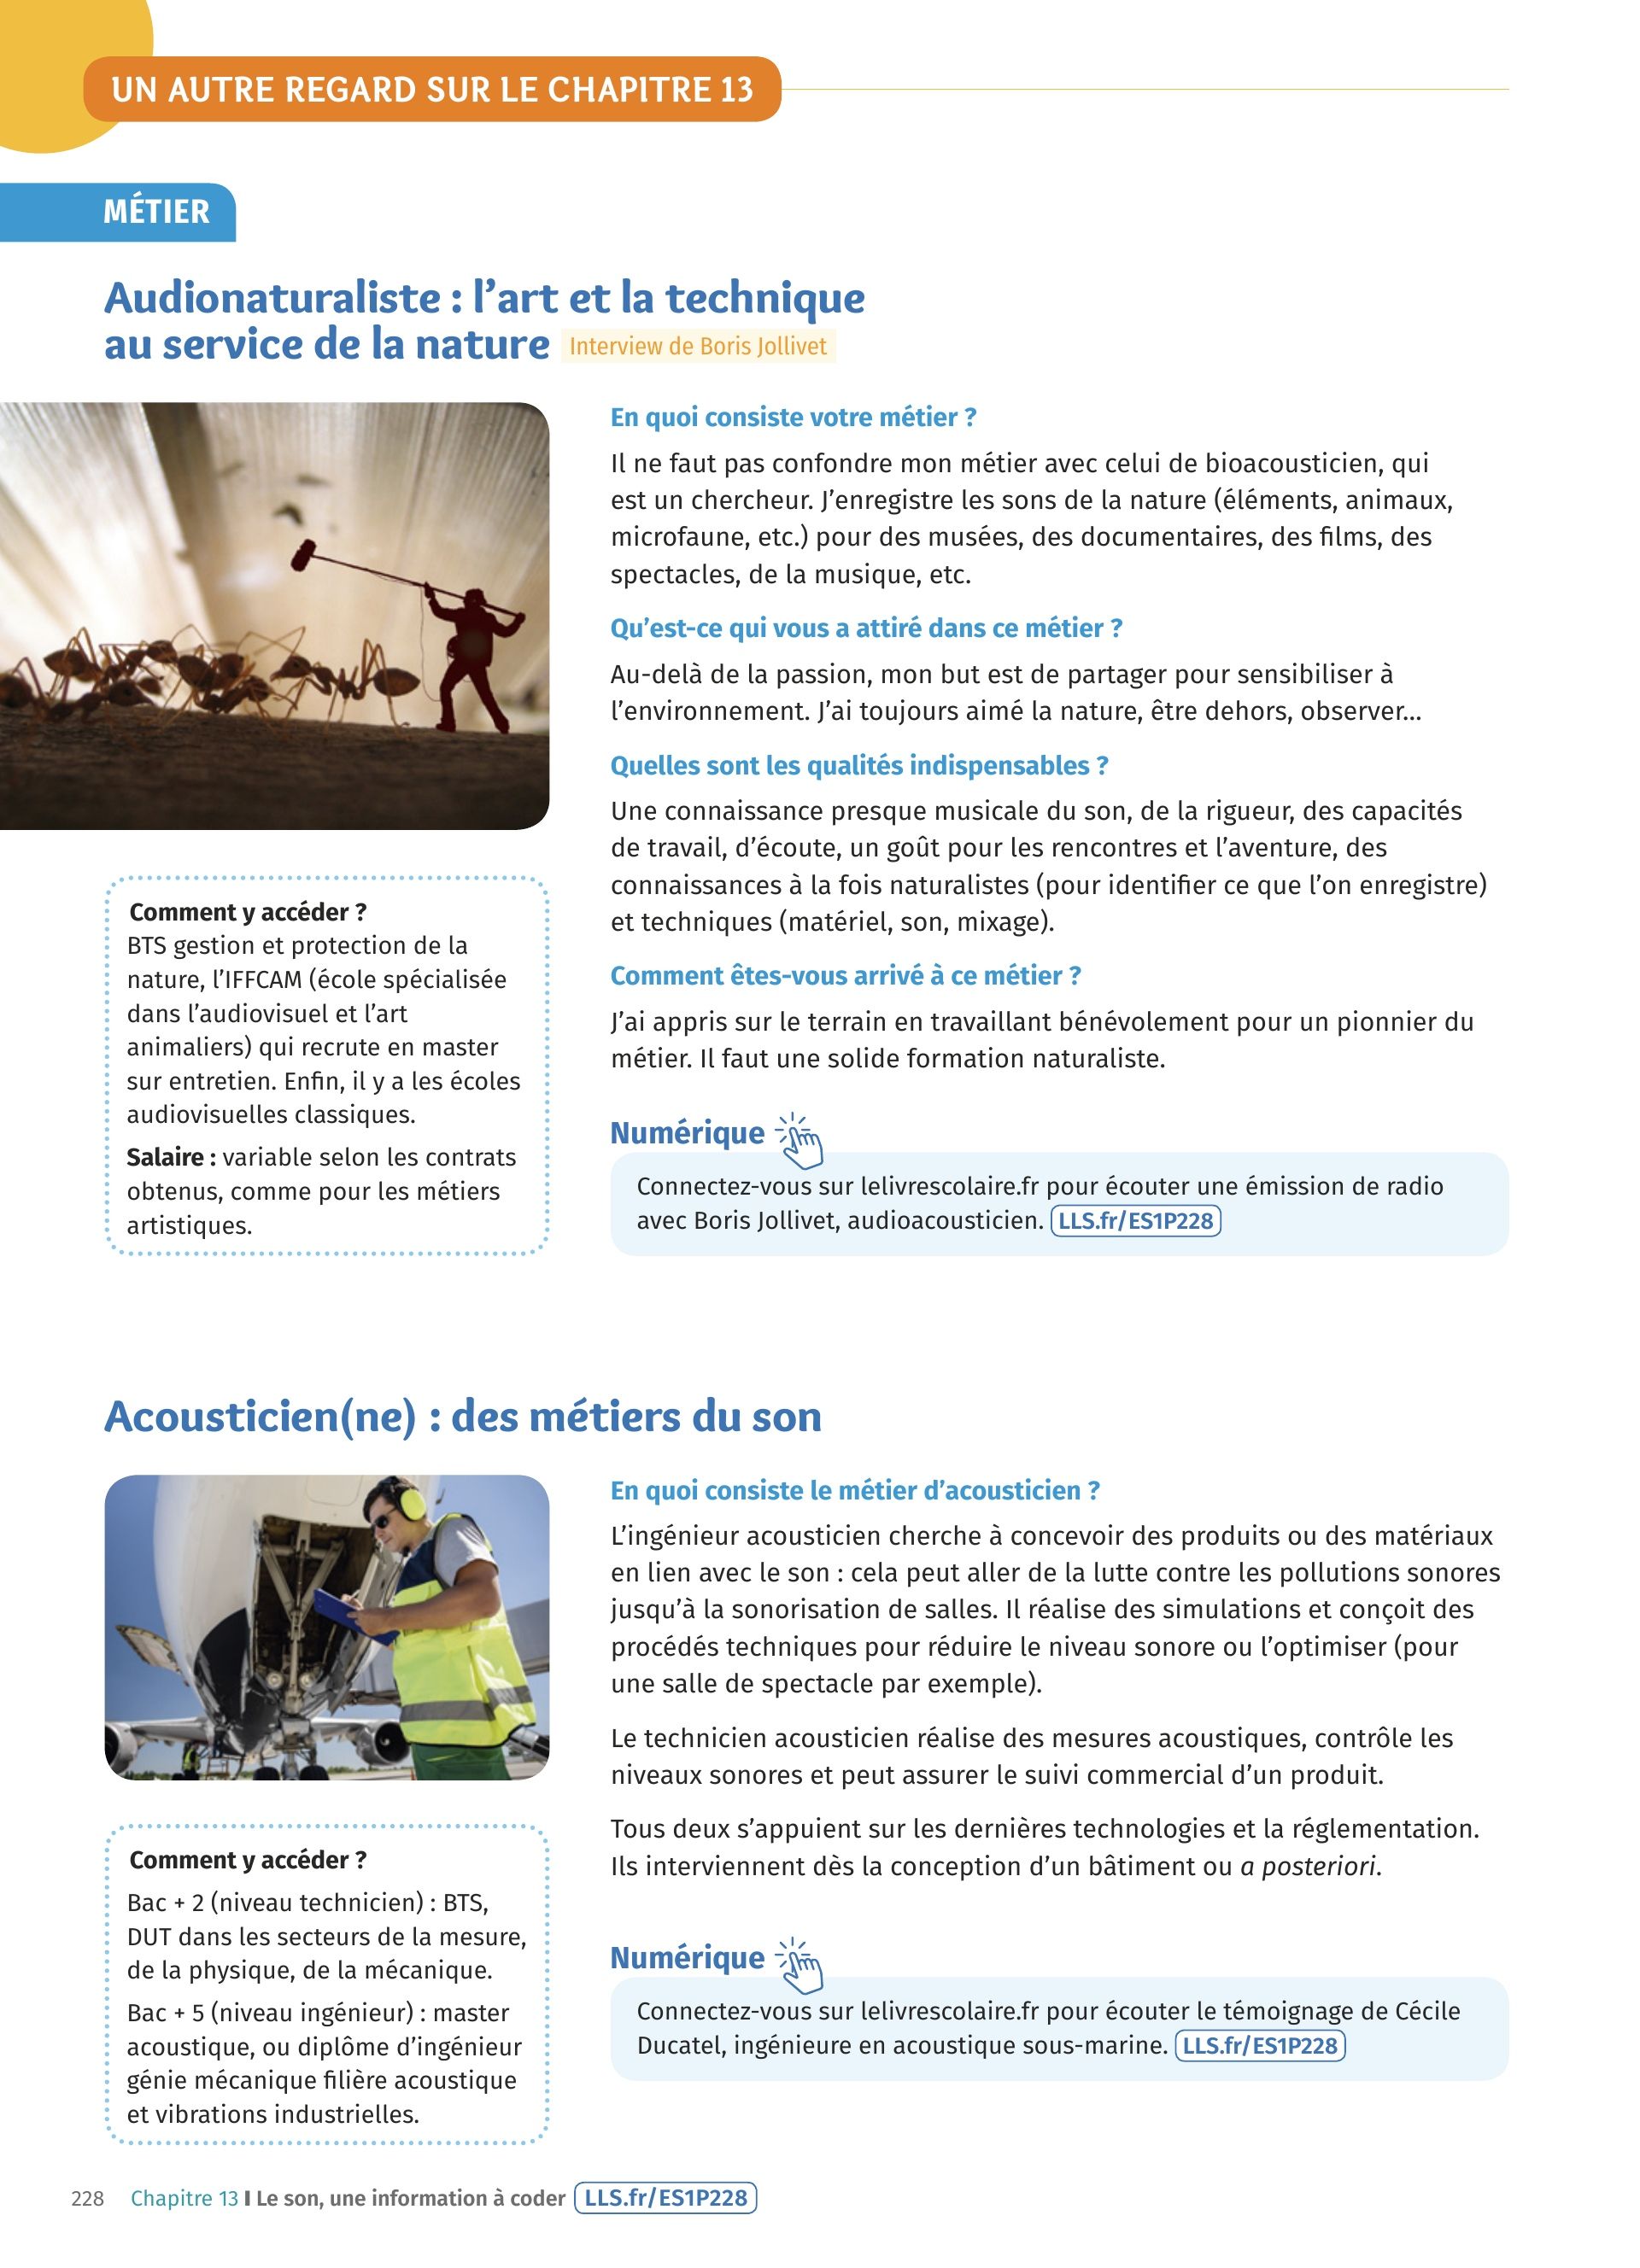 UN AUTRE REGARD SUR LE CHAPITRE 13
MÉTIER
Audionaturaliste : l’art et la technique
au service de la nature Interview de Boris Jollivet
En quoi consiste votre métier ?
Il ne faut pas confondre mon métier avec celui de bioacousticien, qui
est un chercheur. J’enregistre les sons de la nature (éléments, animaux,
microfaune, etc.) pour des musées, des documentaires, des films, des
spectacles, de la musique, etc.
Qu’est-ce qui vous a attiré dans ce métier ?
Au-delà de la passion, mon but est de partager pour sensibiliser à
l’environnement. J’ai toujours aimé la nature, être dehors, observer...
Quelles sont les qualités indispensables ?
Une connaissance presque musicale du son, de la rigueur, des capacités
de travail, d’écoute, un goût pour les rencontres et l’aventure, des
connaissances à la fois naturalistes (pour identifier ce que l’on enregistre)
et techniques (matériel, son, mixage).
Comment êtes-vous arrivé à ce métier ?
J’ai appris sur le terrain en travaillant bénévolement pour un pionnier du
métier. Il faut une solide formation naturaliste.
Comment y accéder ?
BTS gestion et protection de la
nature, l’IFFCAM (école spécialisée
dans l’audiovisuel et l’art
animaliers) qui recrute en master
sur entretien. Enfin, il y a les écoles
audiovisuelles classiques.
Salaire : variable selon les contrats
obtenus, comme pour les métiers
artistiques.
Numérique
Connectez-vous sur lelivrescolaire.fr pour écouter une émission de radio
avec Boris Jollivet, audioacousticien. LLS.fr/ES1P228
Acousticien(ne) : des métiers du son
En quoi consiste le métier d’acousticien ?
L’ingénieur acousticien cherche à concevoir des produits ou des matériaux
en lien avec le son : cela peut aller de la lutte contre les pollutions sonores
jusqu’à la sonorisation de salles. Il réalise des simulations et conçoit des
procédés techniques pour réduire le niveau sonore ou l’optimiser (pour
une salle de spectacle par exemple).
Le technicien acousticien réalise des mesures acoustiques, contrôle les
niveaux sonores et peut assurer le suivi commercial d’un produit.
Tous deux s’appuient sur les dernières technologies et la réglementation.
Ils interviennent dès la conception d’un bâtiment ou a posteriori.
Comment y accéder ?
Bac + 2 (niveau technicien) : BTS,
DUT dans les secteurs de la mesure,
de la physique, de la mécanique.
Bac + 5 (niveau ingénieur) : master
acoustique, ou diplôme d’ingénieur
génie mécanique filière acoustique
et vibrations industrielles.
Numérique
Connectez-vous sur lelivrescolaire.fr pour écouter le témoignage de Cécile
Ducatel, ingénieure en acoustique sous-marine. LLS.fr/ES1P228
228 Chapitre 13 I Le son, une information à coder LLS.fr/ES1P228